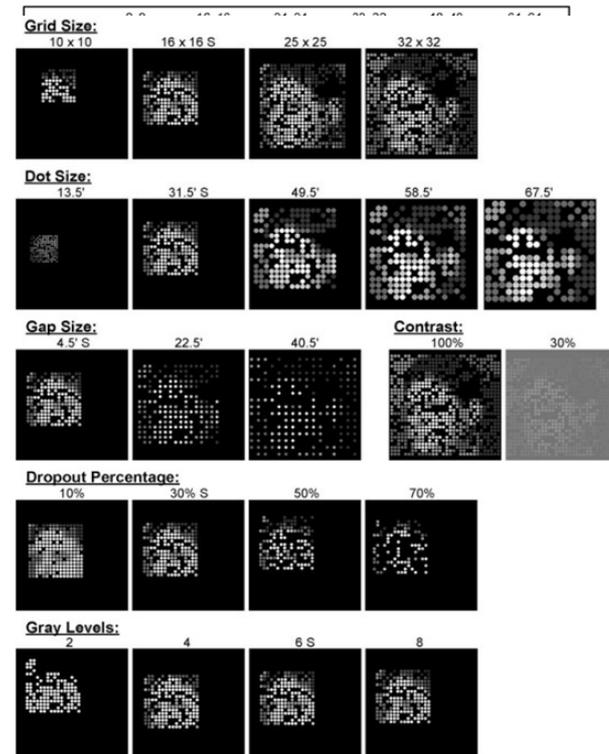 Grid Size:
10 x 10 16 x 16 S 25 x 25 32 x 32
Dot Size:
13.5' 31.5' S 49.5' 58.5' 67.5'
Gap Size: Contrast:
4.5' S 22.5' 40.5' 100% 30%
Dropout Percentage:
10% 30% S 50% 70%
Gray Levels:
2 4 6 S 8